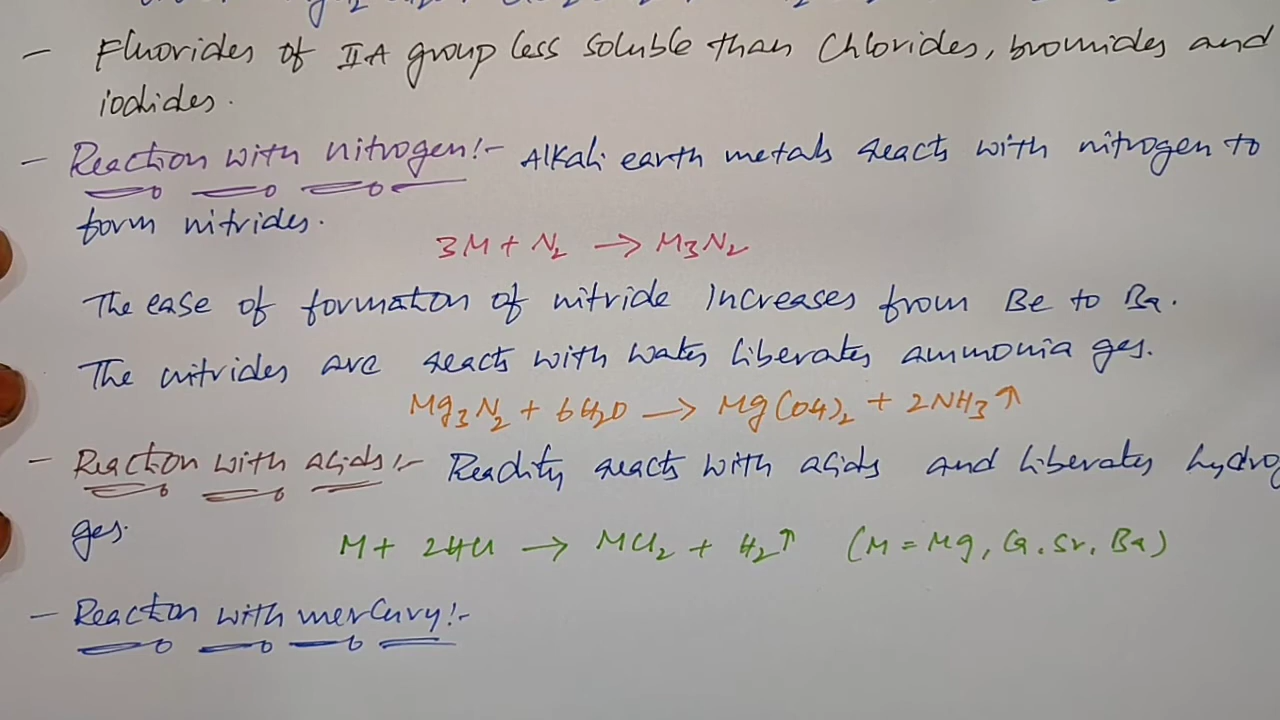 - Fluorides of IIA group less soluble than Chlorides, bromides and
iodides.
- Reaction with nitrogen:- Alkali earth metals reacts with nitrogen to
form nitrides.
3M + N₂ → M₃N₂
The ease of formation of nitride increases from Be to Ba.
The nitrides are reacts with water liberates ammonia gas.
Mg₃N₂ + 6H₂O → Mg(OH)₂ + 2NH₃↑
- Reaction with acids:- Readily reacts with acids and liberates hydro
gas.
M + 2HCl → MCl₂ + H₂↑ (M = Mg, Ca, Sr, Ba)
- Reaction with mercury:-